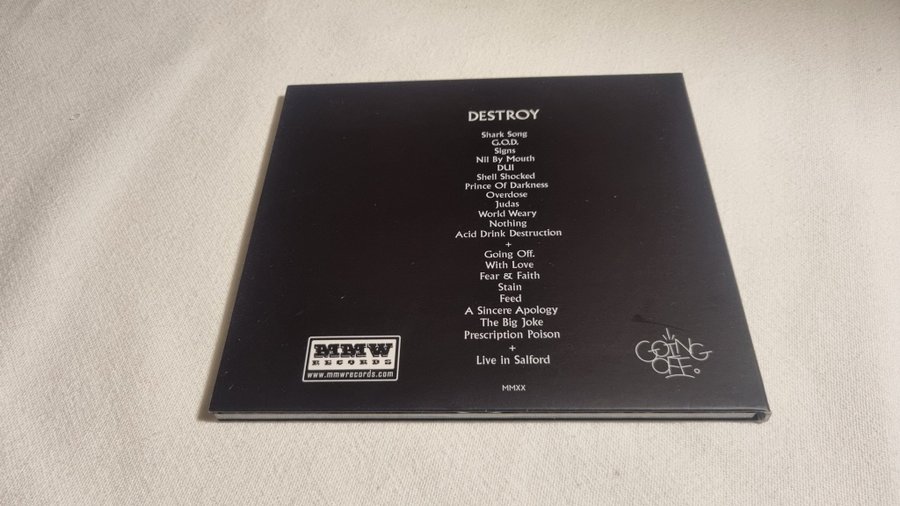 DESTROY
Shark Song
G.O.D.
Signs
Nil By Mouth
DUI
Shell Shocked
Prince Of Darkness
Overdose
Judas
World Weary
Nothing
Acid Drink Destruction
+
Going Off.
With Love
Fear & Faith
Stain
Feed
A Sincere Apology
The Big Joke
Prescription Poison
+
Live in Salford
MMXX
MMW
RECORDS
www.mmwrecords.com
GOING
OFF.